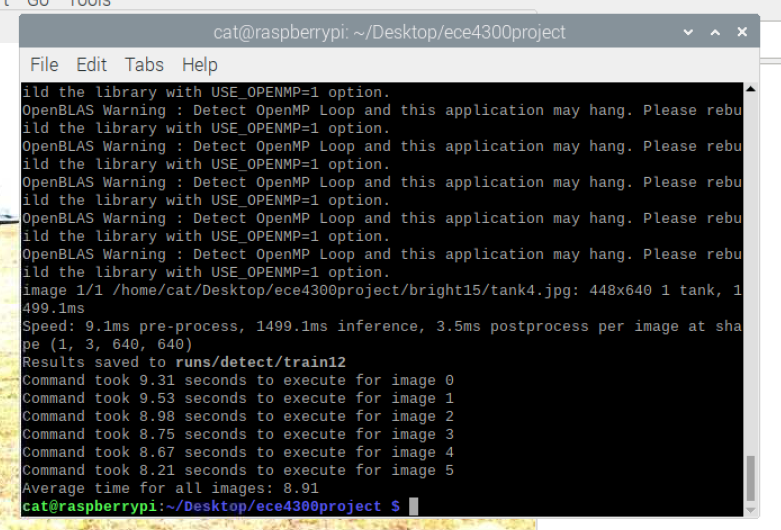 Go Tools
cat@raspberrypi: ~/Desktop/ece4300project
File Edit Tabs Help
ild the library with USE_OPENMP=1 option.
OpenBLAS Warning : Detect OpenMP Loop and this application may hang. Please rebu
ild the library with USE_OPENMP=1 option.
OpenBLAS Warning : Detect OpenMP Loop and this application may hang. Please rebu
ild the library with USE_OPENMP=1 option.
OpenBLAS Warning : Detect OpenMP Loop and this application may hang. Please rebu
ild the library with USE_OPENMP=1 option.
OpenBLAS Warning : Detect OpenMP Loop and this application may hang. Please rebu
ild the library with USE_OPENMP=1 option.
OpenBLAS Warning : Detect OpenMP Loop and this application may hang. Please rebu
ild the library with USE_OPENMP=1 option.
image 1/1 /home/cat/Desktop/ece4300project/bright15/tank4.jpg: 448x640 1 tank, 1
499.1ms
Speed: 9.1ms pre-process, 1499.1ms inference, 3.5ms postprocess per image at sha
pe (1, 3, 640, 640)
Results saved to runs/detect/train12
Command took 9.31 seconds to execute for image 0
Command took 9.53 seconds to execute for image 1
Command took 8.98 seconds to execute for image 2
Command took 8.75 seconds to execute for image 3
Command took 8.67 seconds to execute for image 4
Command took 8.21 seconds to execute for image 5
Average time for all images: 8.91
cat@raspberrypi:~/Desktop/ece4300project $